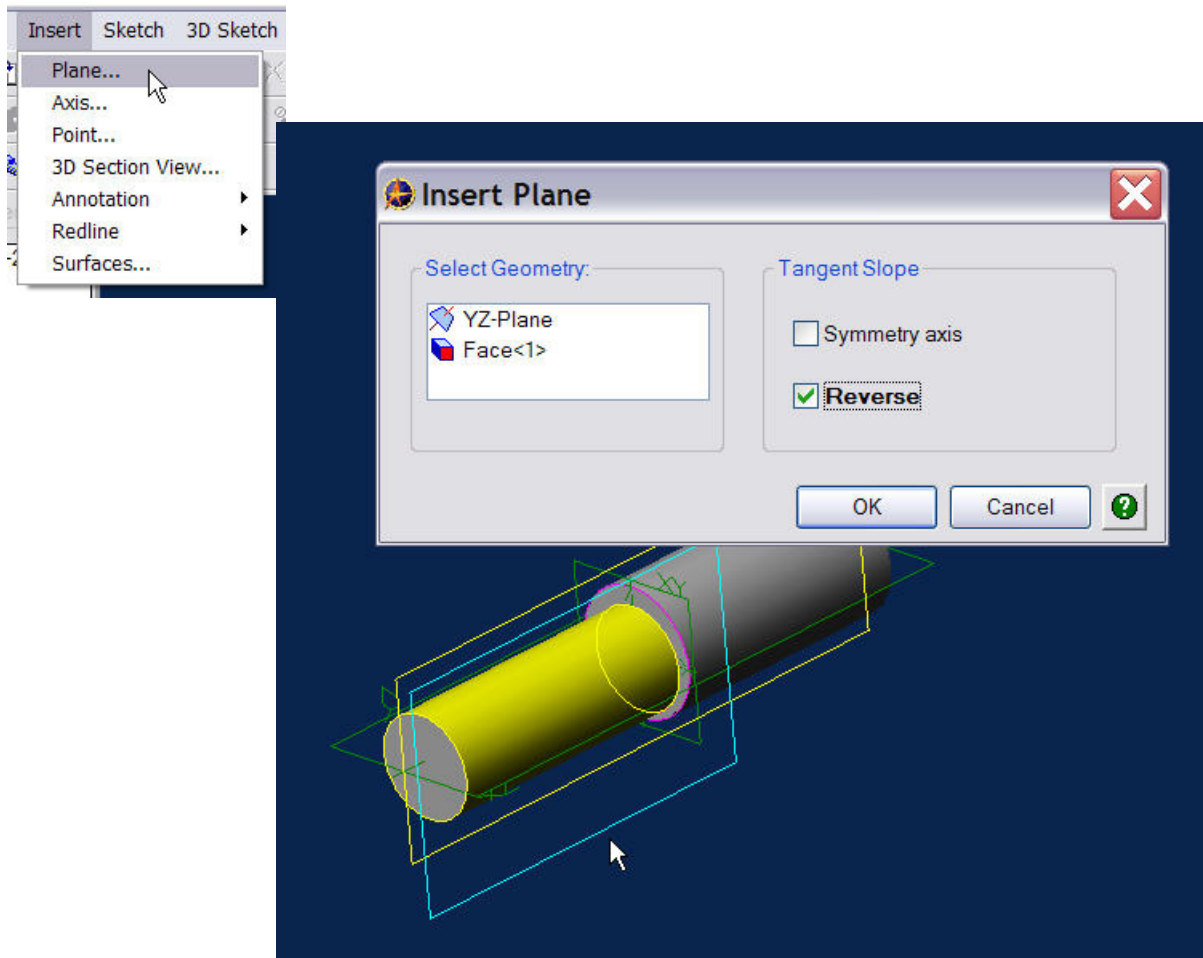 Insert Sketch 3D Sketch
Plane...
Axis...
Point...
3D Section View...
Annotation
Redline
Surfaces...
Insert Plane
Select Geometry:
YZ-Plane
Face<1>
Tangent Slope
Symmetry axis
Reverse
OK Cancel
XY